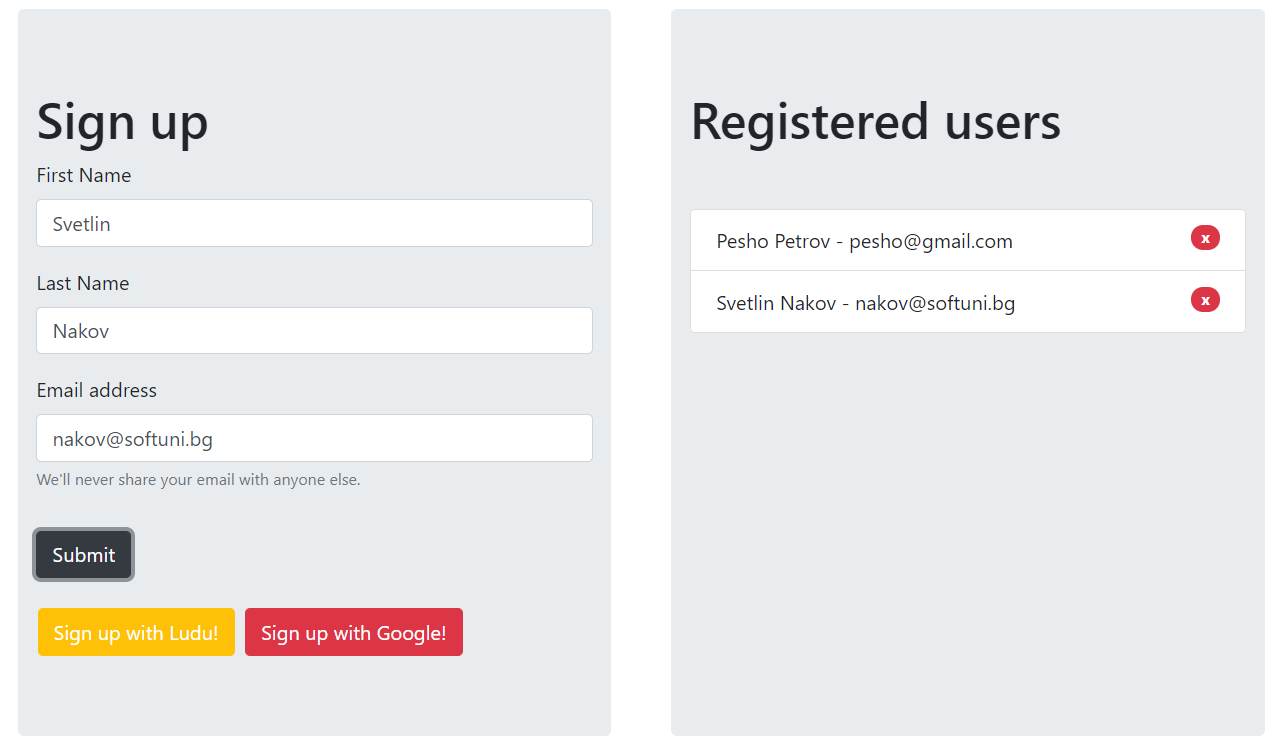 Sign up
First Name
Svetlin
Last Name
Nakov
Email address
nakov@softuni.bg
We'll never share your email with anyone else.
Submit
Sign up with Ludu! Sign up with Google!
Registered users
Pesho Petrov - pesho@gmail.com x
Svetlin Nakov - nakov@softuni.bg x